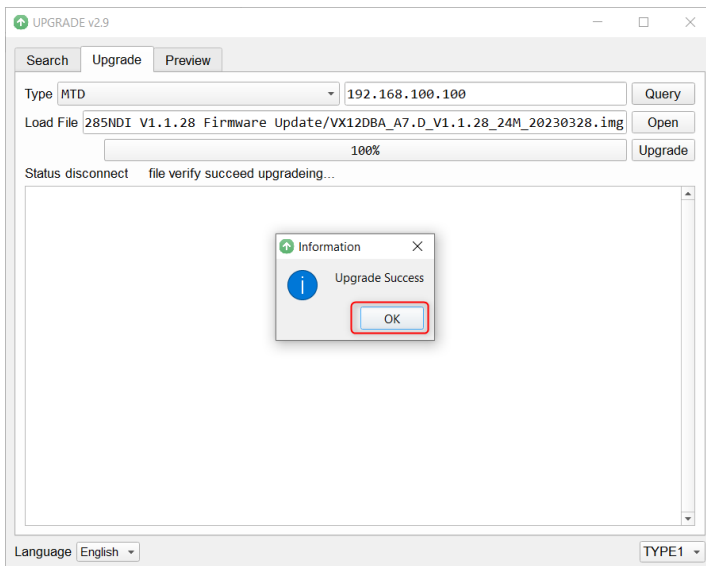 UPGRADE v2.9
Search Upgrade Preview
Type MTD 192.168.100.100 Query
Load File 285NDI V1.1.28 Firmware Update/VX12DBA_A7.D_V1.1.28_24M_20230328.img Open
100% Upgrade
Status disconnect file verify succeed upgradeing...
Information
Upgrade Success
OK
Language English TYPE1